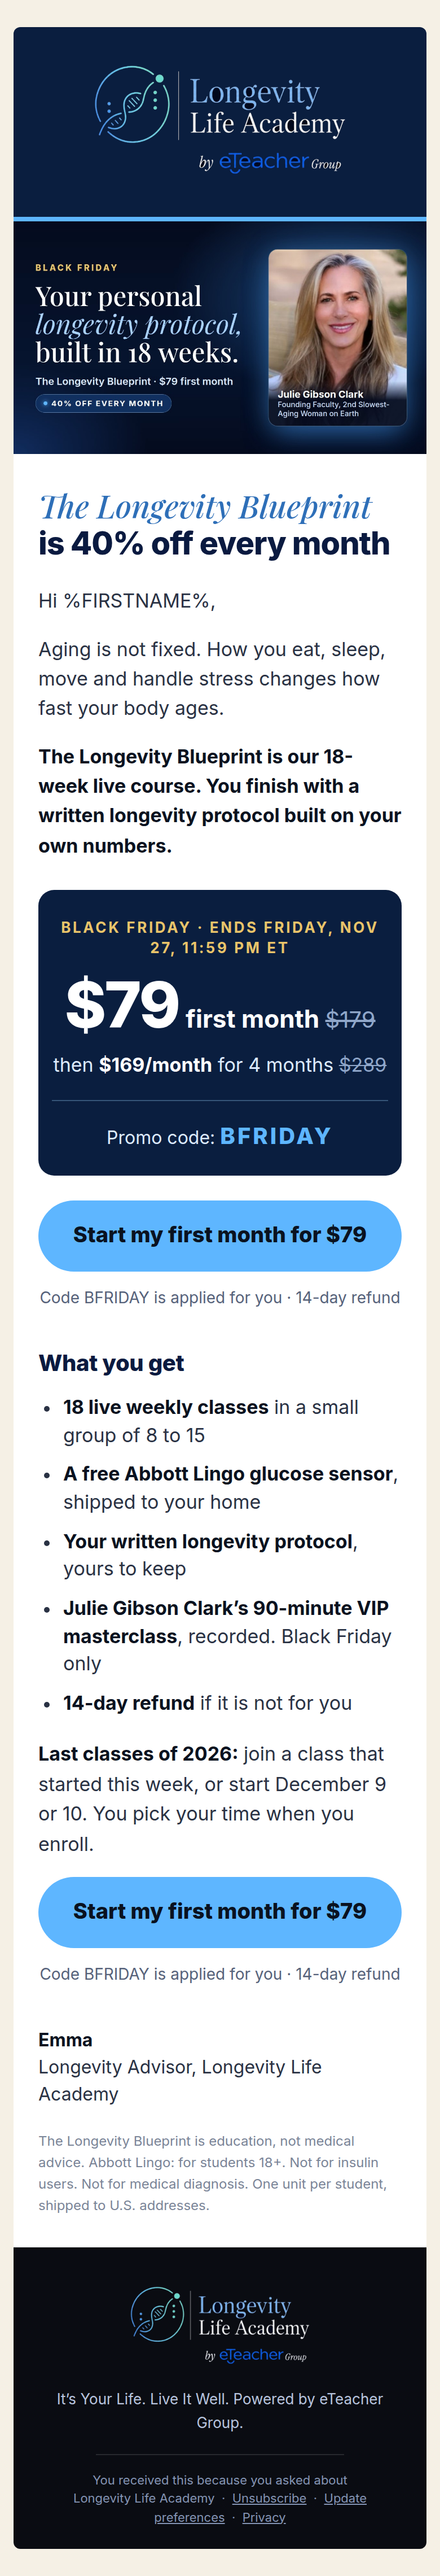 Longevity
Life Academy
by eTeacher Group
BLACK FRIDAY
Your personal
longevity protocol,
built in 18 weeks.
The Longevity Blueprint · $79 first month
40% OFF EVERY MONTH
Julie Gibson Clark
Founding Faculty, 2nd Slowest-
Aging Woman on Earth
The Longevity Blueprint
is 40% off every month
Hi %FIRSTNAME%,
Aging is not fixed. How you eat, sleep,
move and handle stress changes how
fast your body ages.
The Longevity Blueprint is our 18-
week live course. You finish with a
written longevity protocol built on your
own numbers.
BLACK FRIDAY · ENDS FRIDAY, NOV
27, 11:59 PM ET
$79 first month $179
then $169/month for 4 months $289
Promo code: BFRIDAY
Start my first month for $79
Code BFRIDAY is applied for you · 14-day refund
What you get
• 18 live weekly classes in a small
group of 8 to 15
• A free Abbott Lingo glucose sensor,
shipped to your home
• Your written longevity protocol,
yours to keep
• Julie Gibson Clark’s 90-minute VIP
masterclass, recorded. Black Friday
only
• 14-day refund if it is not for you
Last classes of 2026: join a class that
started this week, or start December 9
or 10. You pick your time when you
enroll.
Start my first month for $79
Code BFRIDAY is applied for you · 14-day refund
Emma
Longevity Advisor, Longevity Life
Academy
The Longevity Blueprint is education, not medical
advice. Abbott Lingo: for students 18+. Not for insulin
users. Not for medical diagnosis. One unit per student,
shipped to U.S. addresses.
Longevity
Life Academy
by eTeacher Group
It’s Your Life. Live It Well. Powered by eTeacher
Group.
You received this because you asked about
Longevity Life Academy · Unsubscribe · Update
preferences · Privacy